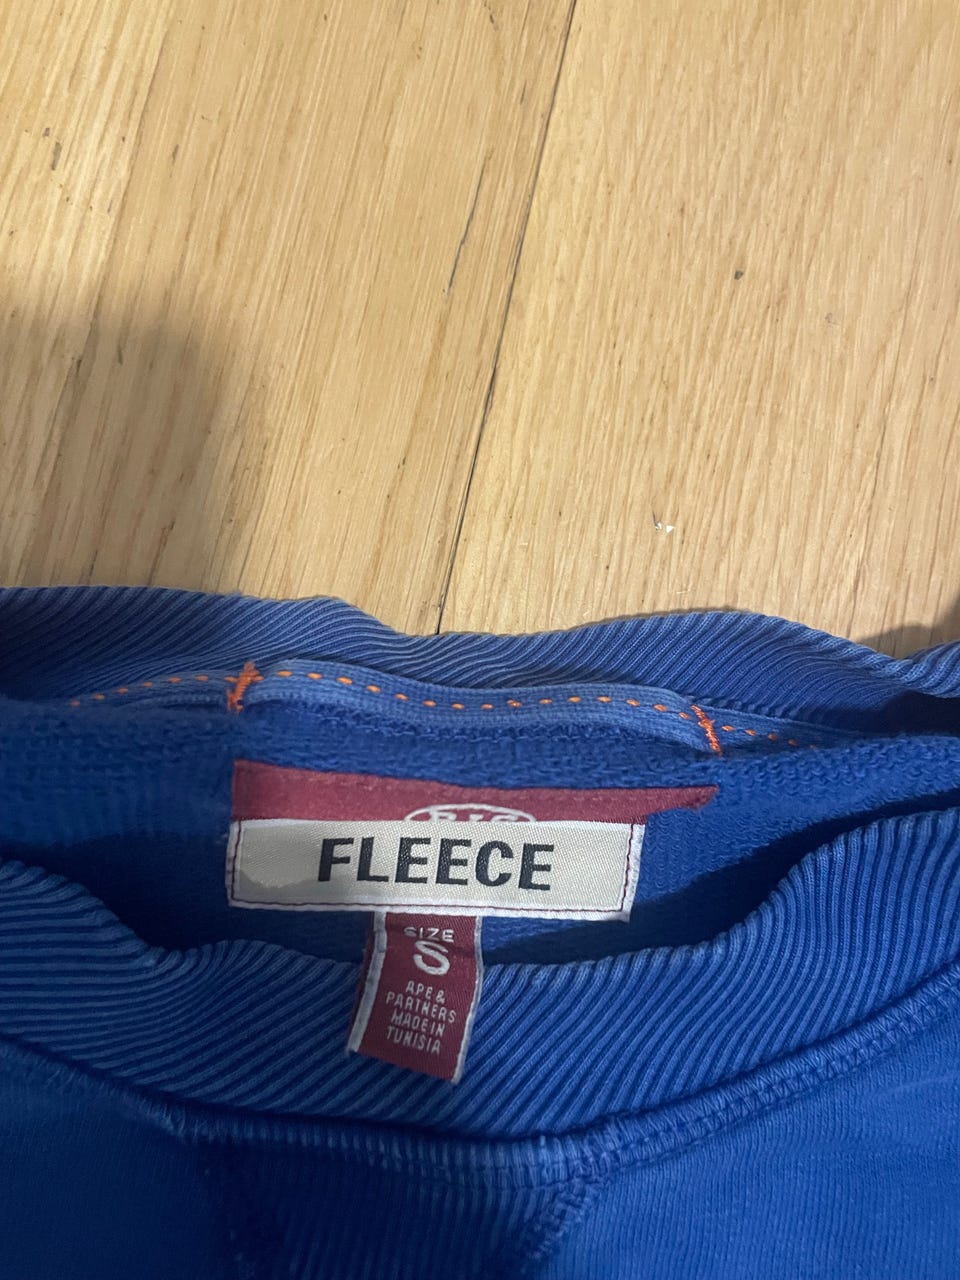 FLEECE
SIZE
S
APE &
PARTNERS
MADE IN
TUNISIA